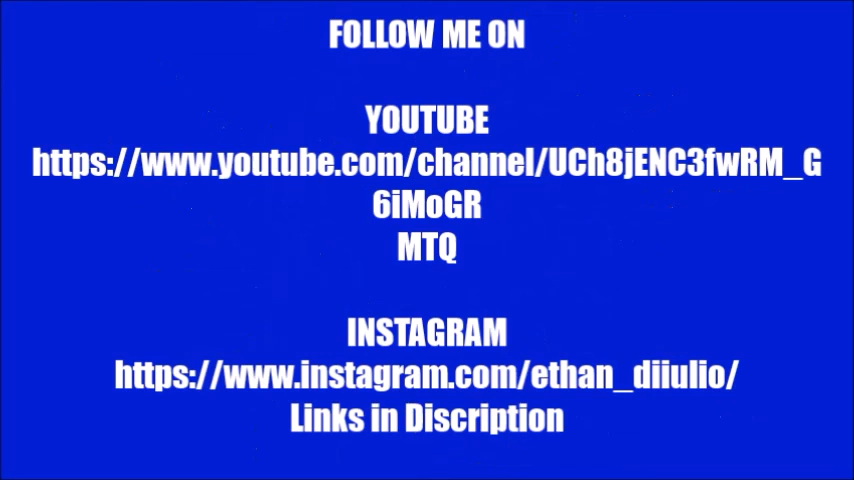 FOLLOW ME ON
YOUTUBE
https://www.youtube.com/channel/UCh8jENC3fwRM_G
6iMoGR
MTQ
INSTAGRAM
https://www.instagram.com/ethan_diiulio/
Links in Discription